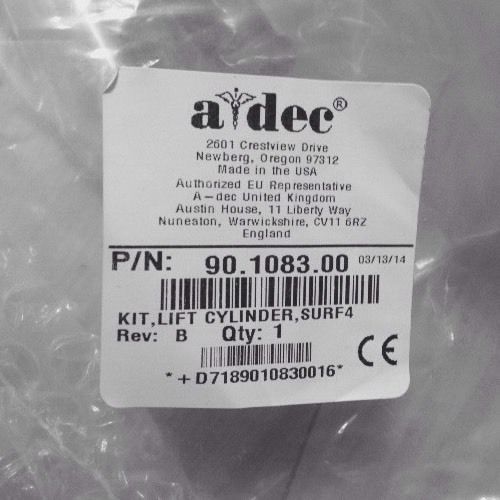 a dec®
2601 Crestview Drive
Newberg, Oregon 97312
Made in the USA
Authorized EU Representative
A-dec United Kingdom
Austin House, 11 Liberty Way
Nuneaton, Warwickshire, CV11 6RZ
England
P/N: 90.1083.00 03/13/14
KIT,LIFT CYLINDER,SURF4
Rev: B Qty: 1
CE
*+D7189010830016*